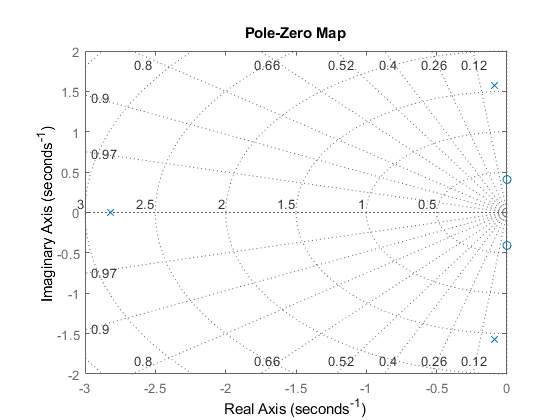 Pole-Zero Map
2
0.8 0.66 0.52 0.4 0.26 0.12
1.5
0.9
1
0.97
0.5
3 2.5 2 1.5 1 0.5
0
-0.5
0.97
-1
0.9
-1.5
0.8 0.66 0.52 0.4 0.26 0.12
-2
-3 -2.5 -2 -1.5 -1 -0.5 0
Real Axis (seconds-1)
Imaginary Axis (seconds-1)